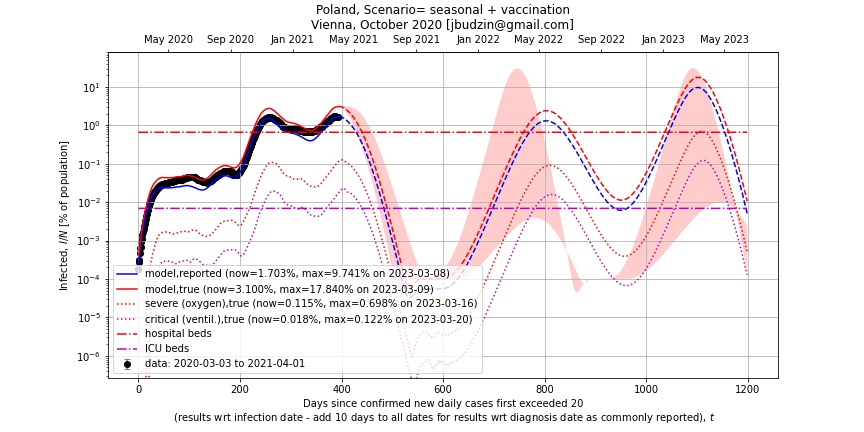 Poland, Scenario= seasonal + vaccination
Vienna, October 2020 [jbudzin@gmail.com]
May 2020 Sep 2020 Jan 2021 May 2021 Sep 2021 Jan 2022 May 2022 Sep 2022 Jan 2023 May 2023
Infected, I/N [% of population]
10¹
10⁰
10⁻¹
10⁻²
10⁻³
10⁻⁴
10⁻⁵
10⁻⁶
model,reported (now=1.703%, max=9.741% on 2023-03-08)
model,true (now=3.100%, max=17.840% on 2023-03-09)
severe (oxygen),true (now=0.115%, max=0.698% on 2023-03-16)
critical (ventil.),true (now=0.018%, max=0.122% on 2023-03-20)
hospital beds
ICU beds
data: 2020-03-03 to 2021-04-01
0 200 400 600 800 1000 1200
Days since confirmed new daily cases first exceeded 20
(results wrt infection date - add 10 days to all dates for results wrt diagnosis date as commonly reported), t